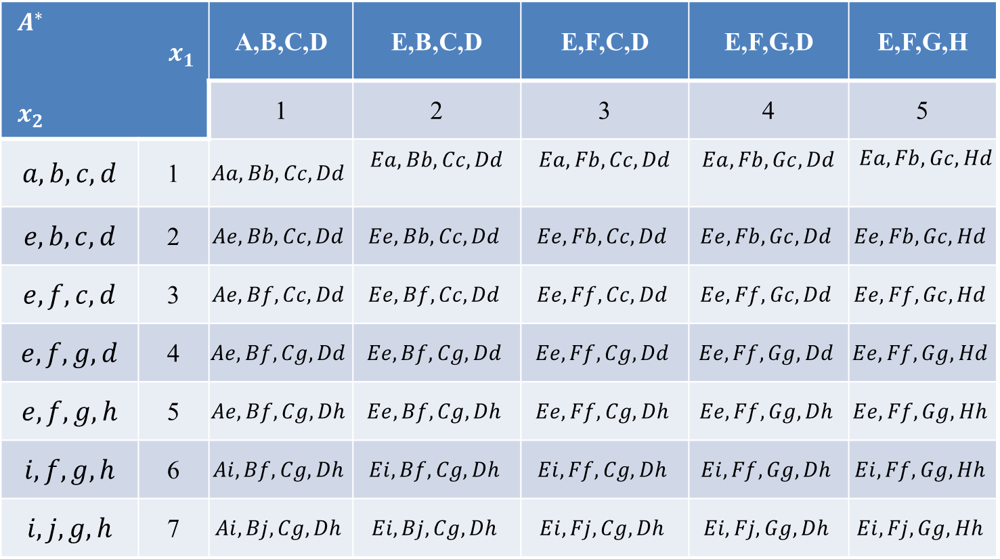 A* x₁ x₂ A,B,C,D E,B,C,D E,F,C,D E,F,G,D E,F,G,H
1 2 3 4 5
a, b, c, d 1 Aa, Bb, Cc, Dd Ea, Bb, Cc, Dd Ea, Fb, Cc, Dd Ea, Fb, Gc, Dd Ea, Fb, Gc, Hd
e, b, c, d 2 Ae, Bb, Cc, Dd Ee, Bb, Cc, Dd Ee, Fb, Cc, Dd Ee, Fb, Gc, Dd Ee, Fb, Gc, Hd
e, f, c, d 3 Ae, Bf, Cc, Dd Ee, Bf, Cc, Dd Ee, Ff, Cc, Dd Ee, Ff, Gc, Dd Ee, Ff, Gc, Hd
e, f, g, d 4 Ae, Bf, Cg, Dd Ee, Bf, Cg, Dd Ee, Ff, Cg, Dd Ee, Ff, Gg, Dd Ee, Ff, Gg, Hd
e, f, g, h 5 Ae, Bf, Cg, Dh Ee, Bf, Cg, Dh Ee, Ff, Cg, Dh Ee, Ff, Gg, Dh Ee, Ff, Gg, Hh
i, f, g, h 6 Ai, Bf, Cg, Dh Ei, Bf, Cg, Dh Ei, Ff, Cg, Dh Ei, Ff, Gg, Dh Ei, Ff, Gg, Hh
i, j, g, h 7 Ai, Bj, Cg, Dh Ei, Bj, Cg, Dh Ei, Fj, Cg, Dh Ei, Fj, Gg, Dh Ei, Fj, Gg, Hh